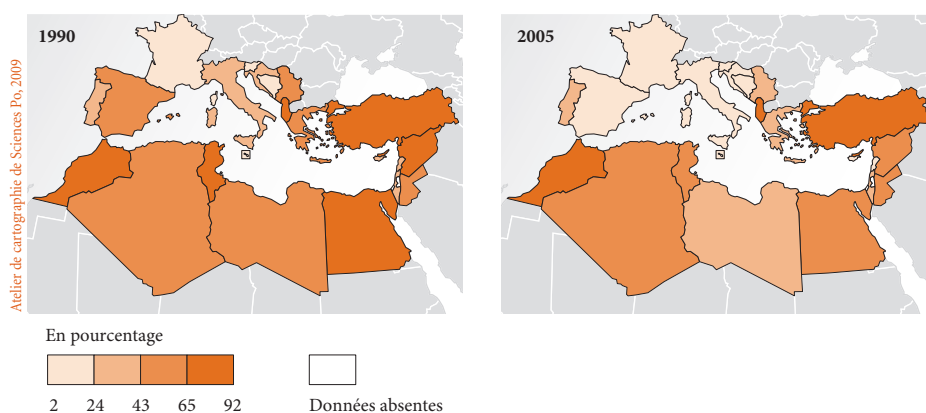 1990
2005
Atelier de cartographie de Sciences Po, 2009
En pourcentage
2 24 43 65 92
Données absentes